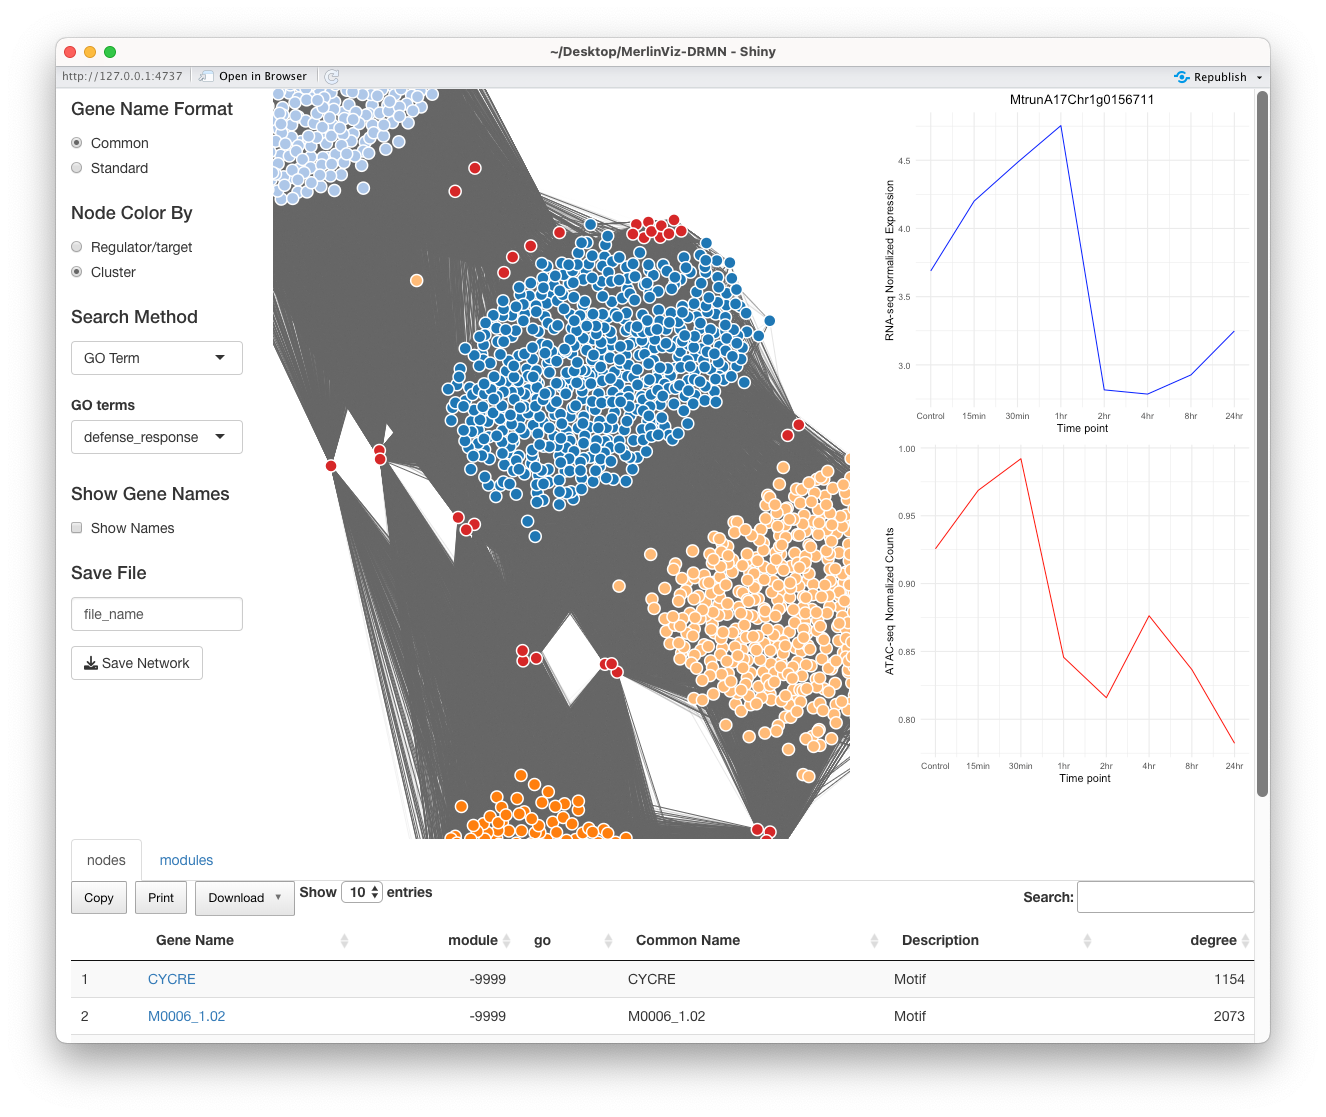 ~/Desktop/MerlinViz-DRMN - Shiny
http://127.0.0.1:4737 Open in Browser Republish
Gene Name Format
Common
Standard
Node Color By
Regulator/target
Cluster
Search Method
GO Term
GO terms
defense_response
Show Gene Names
Show Names
Save File
file_name
Save Network
MtrunA17Chr1g0156711
RNA-seq Normalized Expression
4.5
4.0
3.5
3.0
Control 15min 30min 1hr 2hr 4hr 8hr 24hr
Time point
ATAC-seq Normalized Counts
1.00
0.95
0.90
0.85
0.80
Control 15min 30min 1hr 2hr 4hr 8hr 24hr
Time point
nodes modules
Copy Print Download Show 10 entries Search:
Gene Name module go Common Name Description degree
1 CYCRE -9999 CYCRE Motif 1154
2 M0006_1.02 -9999 M0006_1.02 Motif 2073